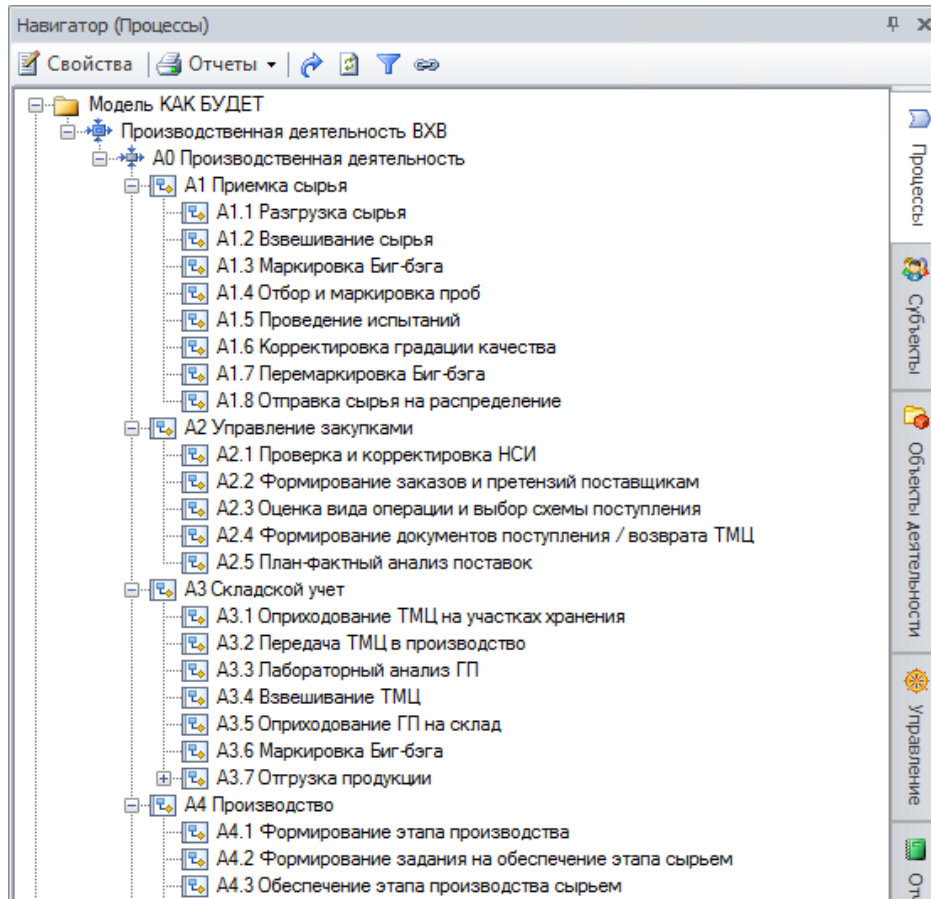 Навигатор (Процессы)
Свойства Отчеты
Модель КАК БУДЕТ
Производственная деятельность ВХВ
А0 Производственная деятельность
А1 Приемка сырья
А1.1 Разгрузка сырья
А1.2 Взвешивание сырья
А1.3 Маркировка Биг-бэга
А1.4 Отбор и маркировка проб
А1.5 Проведение испытаний
А1.6 Корректировка градации качества
А1.7 Перемаркировка Биг-бэга
А1.8 Отправка сырья на распределение
А2 Управление закупками
А2.1 Проверка и корректировка НСИ
А2.2 Формирование заказов и претензий поставщикам
А2.3 Оценка вида операции и выбор схемы поступления
А2.4 Формирование документов поступления / возврата ТМЦ
А2.5 План-фактный анализ поставок
А3 Складской учет
А3.1 Оприходование ТМЦ на участках хранения
А3.2 Передача ТМЦ в производство
А3.3 Лабораторный анализ ГП
А3.4 Взвешивание ТМЦ
А3.5 Оприходование ГП на склад
А3.6 Маркировка Биг-бэга
А3.7 Отгрузка продукции
А4 Производство
А4.1 Формирование этапа производства
А4.2 Формирование задания на обеспечение этапа сырьем
А4.3 Обеспечение этапа производства сырьем
Процессы
Субъекты
Объекты деятельности
Управление